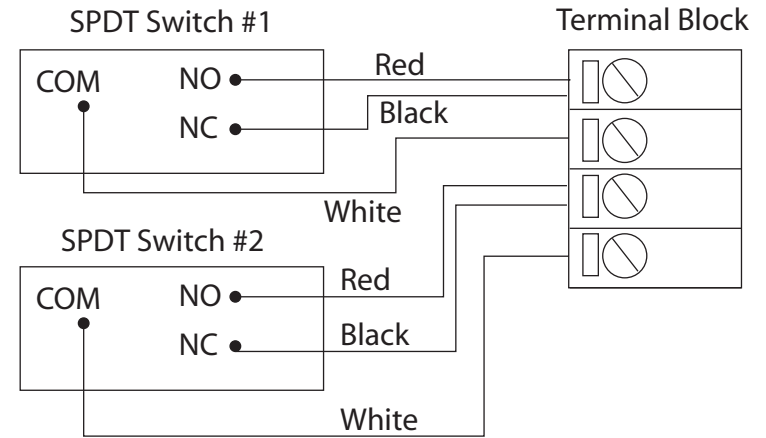 SPDT Switch #1
Terminal Block
COM
NO
Red
NC
Black
White
SPDT Switch #2
COM
NO
Red
NC
Black
White